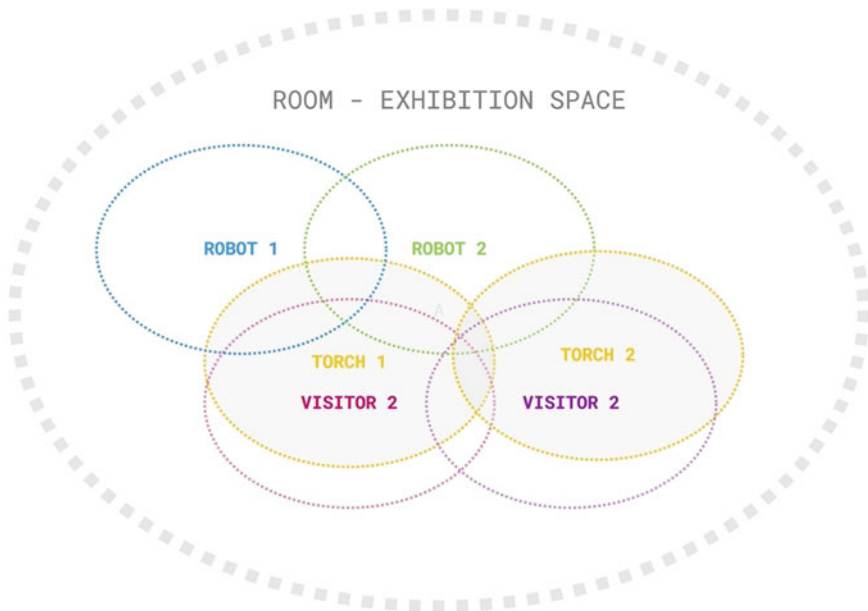 ROOM - EXHIBITION SPACE
ROBOT 1
ROBOT 2
A
TORCH 1
TORCH 2
VISITOR 2
VISITOR 2